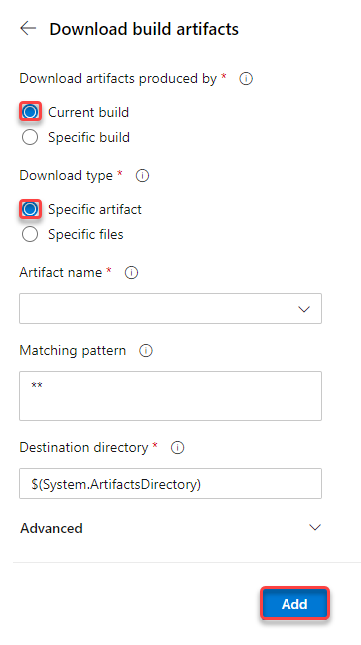 Download build artifacts
Download artifacts produced by *
Current build
Specific build
Download type *
Specific artifact
Specific files
Artifact name *
Matching pattern
**
Destination directory *
$(System.ArtifactsDirectory)
Advanced
Add